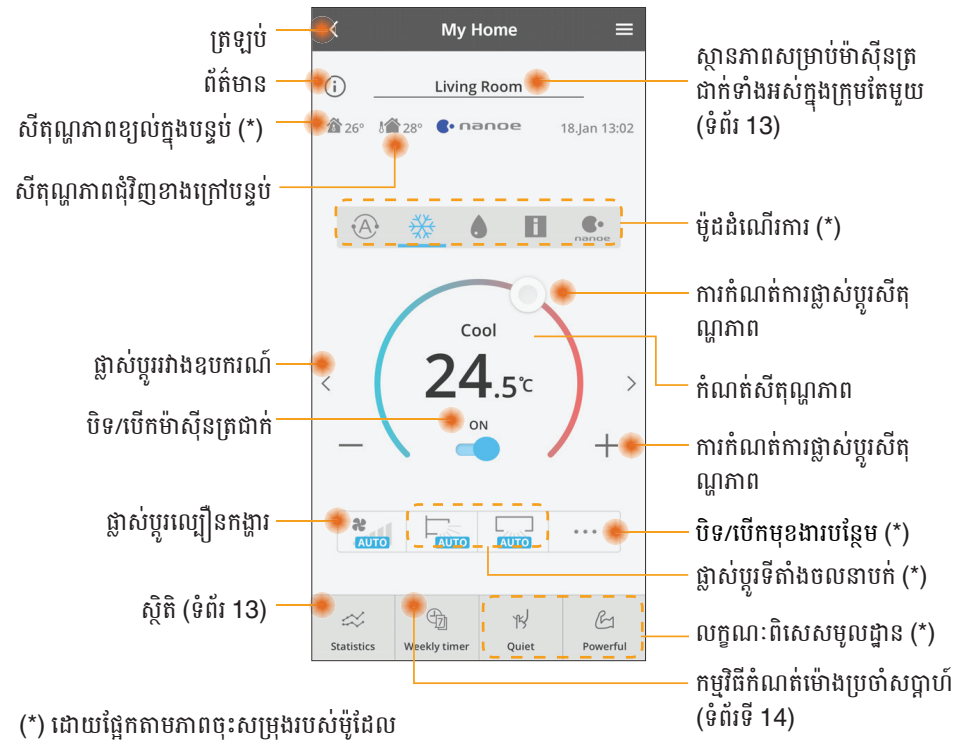 ត្រឡប់
ព័ត៌មាន
សីតុណ្ហភាពខ្យល់ក្នុងបន្ទប់ (*)
សីតុណ្ហភាពជុំវិញខាងក្រៅបន្ទប់
ផ្លាស់ប្តូររវាងឧបករណ៍
បិទ/បើកម៉ាស៊ីនត្រជាក់
ផ្លាស់ប្តូរល្បឿនកង្ហារ
ស្ថិតិ (ទំព័រ 13)
My Home
Living Room
26°
28°
nanoe
18.Jan 13:02
A
nanoe
Cool
24.5°c
ON
AUTO
AUTO
AUTO
Statistics
7
Weekly timer
Quiet
Powerful
ស្ថានភាពសម្រាប់ម៉ាស៊ីនត្រ
ជាក់ទាំងអស់ក្នុងក្រុមតែមួយ
(ទំព័រ 13)
ម៉ូដដំណើរការ (*)
ការកំណត់ការផ្លាស់ប្តូរសីតុ
ណ្ហភាព
កំណត់សីតុណ្ហភាព
ការកំណត់ការផ្លាស់ប្តូរសីតុ
ណ្ហភាព
បិទ/បើកមុខងារបន្ថែម (*)
ផ្លាស់ប្តូរទីតាំងចលនាបក់ (*)
លក្ខណៈពិសេសមូលដ្ឋាន (*)
កម្មវិធីកំណត់ម៉ោងប្រចាំសប្តាហ៍
(ទំព័រទី 14)
(*) ដោយផ្អែកតាមភាពចុះសម្រុងរបស់ម៉ូដែល